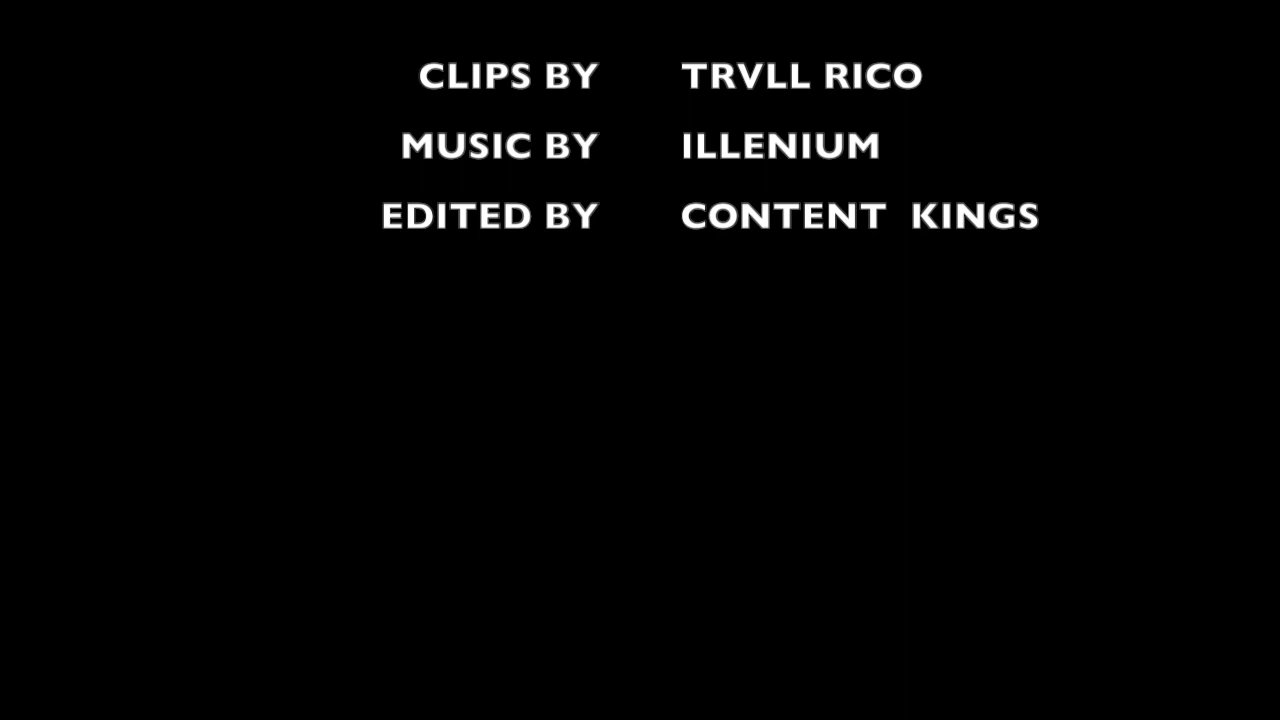 CLIPS BY TRVLL RICO
MUSIC BY ILLENIUM
EDITED BY CONTENT KINGS